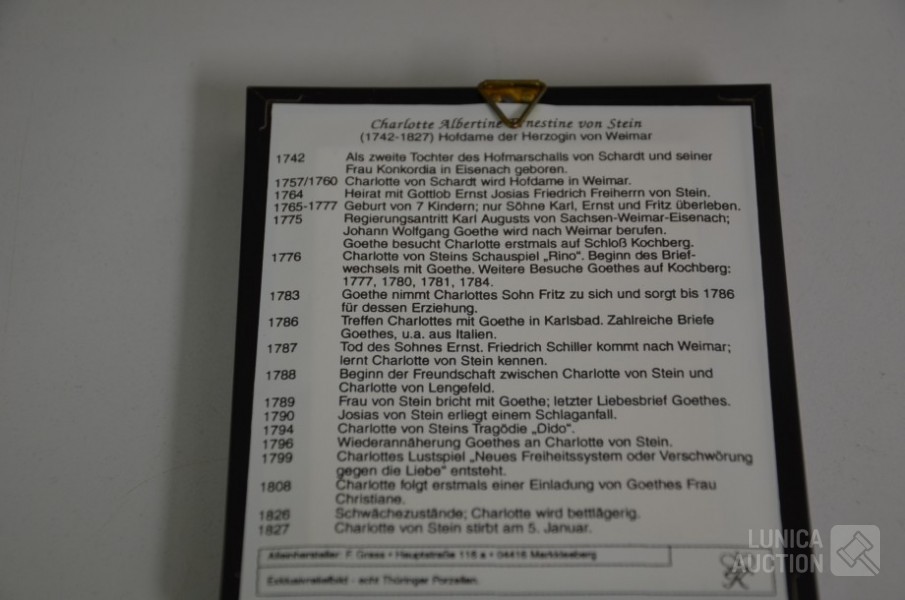 Charlotte Albertine Ernestine von Stein
(1742-1827) Hofdame der Herzogin von Weimar
1742 Als zweite Tochter des Hofmarschalls von Schardt und seiner
Frau Konkordia in Eisenach geboren.
1757/1760 Charlotte von Schardt wird Hofdame in Weimar.
1764 Heirat mit Gottlob Ernst Josias Friedrich Freiherrn von Stein.
1765-1777 Geburt von 7 Kindern; nur Söhne Karl, Ernst und Fritz überleben.
1775 Regierungsantritt Karl Augusts von Sachsen-Weimar-Eisenach;
Johann Wolfgang Goethe wird nach Weimar berufen.
Goethe besucht Charlotte erstmals auf Schloß Kochberg.
1776 Charlotte von Steins Schauspiel „Rino". Beginn des Brief-
wechsels mit Goethe. Weitere Besuche Goethes auf Kochberg:
1777, 1780, 1781, 1784.
1783 Goethe nimmt Charlottes Sohn Fritz zu sich und sorgt bis 1786
für dessen Erziehung.
1786 Treffen Charlottes mit Goethe in Karlsbad. Zahlreiche Briefe
Goethes, u.a. aus Italien.
1787 Tod des Sohnes Ernst. Friedrich Schiller kommt nach Weimar;
lernt Charlotte von Stein kennen.
1788 Beginn der Freundschaft zwischen Charlotte von Stein und
Charlotte von Lengefeld.
1789 Frau von Stein bricht mit Goethe; letzter Liebesbrief Goethes.
1790 Josias von Stein erliegt einem Schlaganfall.
1794 Charlotte von Steins Tragödie „Dido".
1796 Wiederannäherung Goethes an Charlotte von Stein.
1799 Charlottes Lustspiel „Neues Freiheitssystem oder Verschwörung
gegen die Liebe" entsteht.
1808 Charlotte folgt erstmals einer Einladung von Goethes Frau
Christiane.
1826 Schwächezustände; Charlotte wird bettlägerig.
1827 Charlotte von Stein stirbt am 5. Januar.
Alleinhersteller: F. Grass • Hauptstraße 116 a • 04416 Markkleeberg
Exklusivreliefbild - echt Thüringer Porzellan.
LUNICA
AUCTION